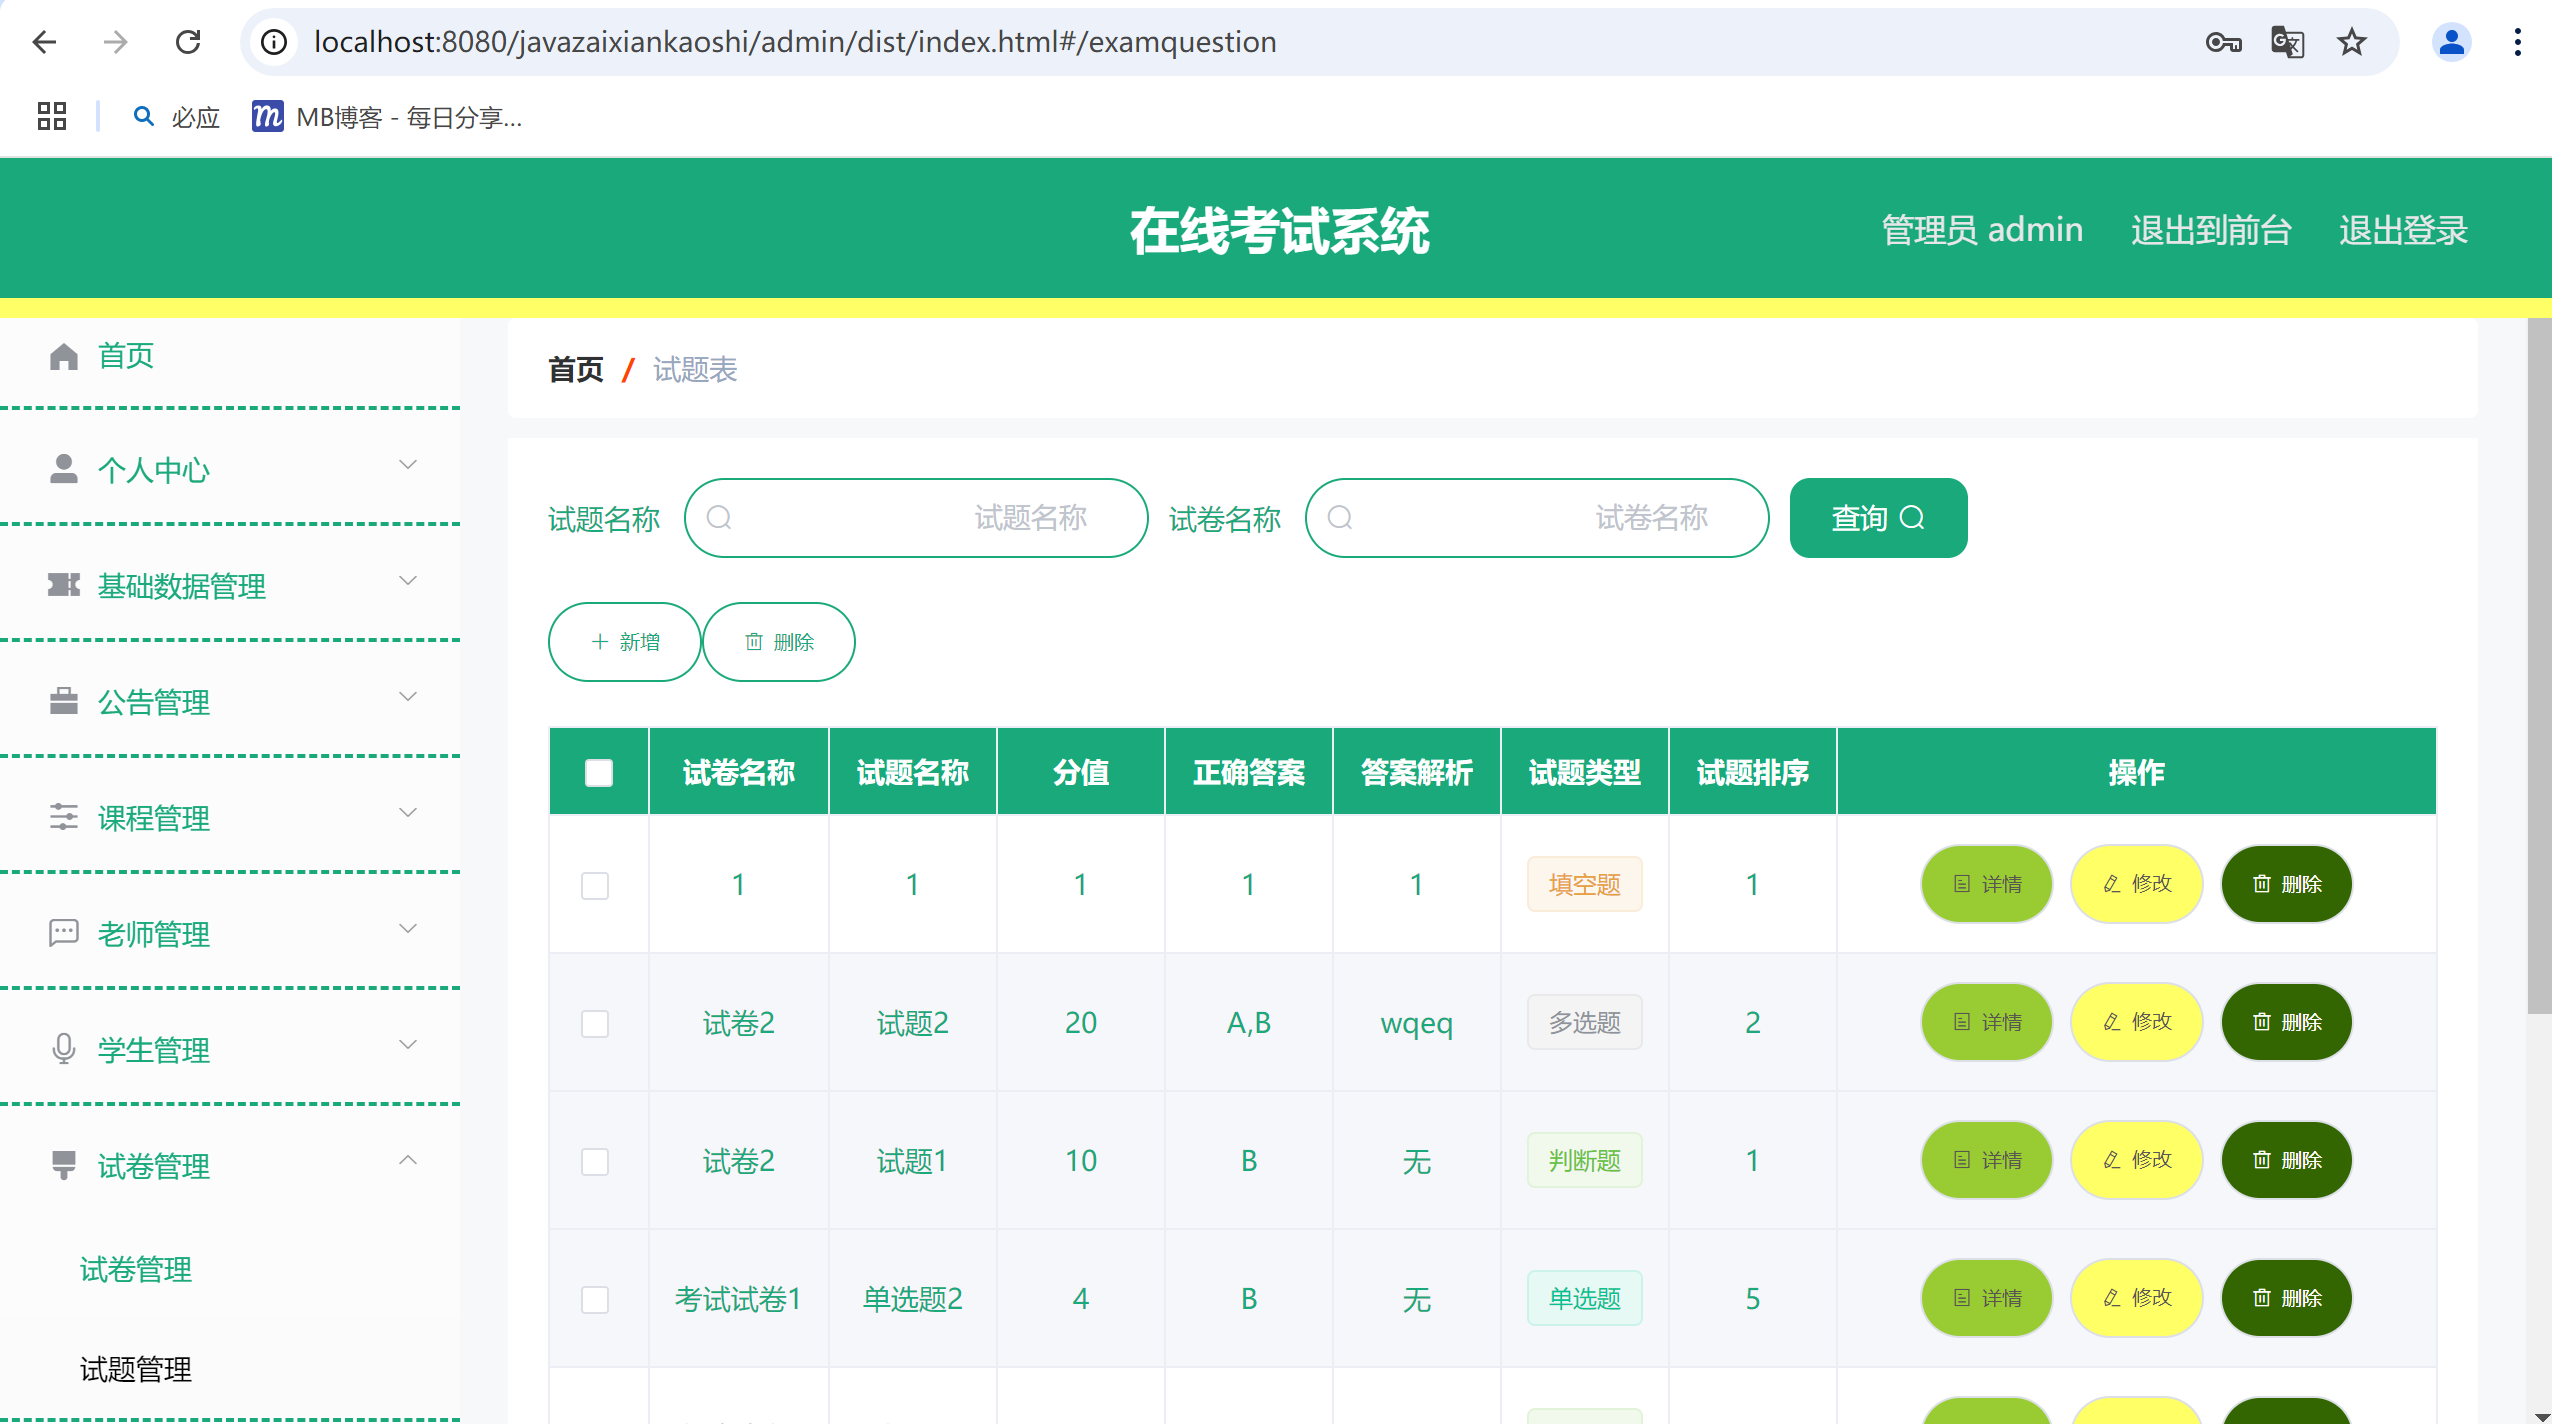 localhost:8080/javazaixiankaoshi/admin/dist/index.html#/examquestion
必应 MB博客 - 每日分享...
在线考试系统 管理员 admin 退出到前台 退出登录
首页
个人中心
基础数据管理
公告管理
课程管理
老师管理
学生管理
试卷管理
试卷管理
试题管理
首页 / 试题表
试题名称 试题名称 试卷名称 试卷名称 查询
新增 删除
试卷名称 试题名称 分值 正确答案 答案解析 试题类型 试题排序 操作
1 1 1 1 1 填空题 1 详情 修改 删除
试卷2 试题2 20 A,B wqeq 多选题 2 详情 修改 删除
试卷2 试题1 10 B 无 判断题 1 详情 修改 删除
考试试卷1 单选题2 4 B 无 单选题 5 详情 修改 删除